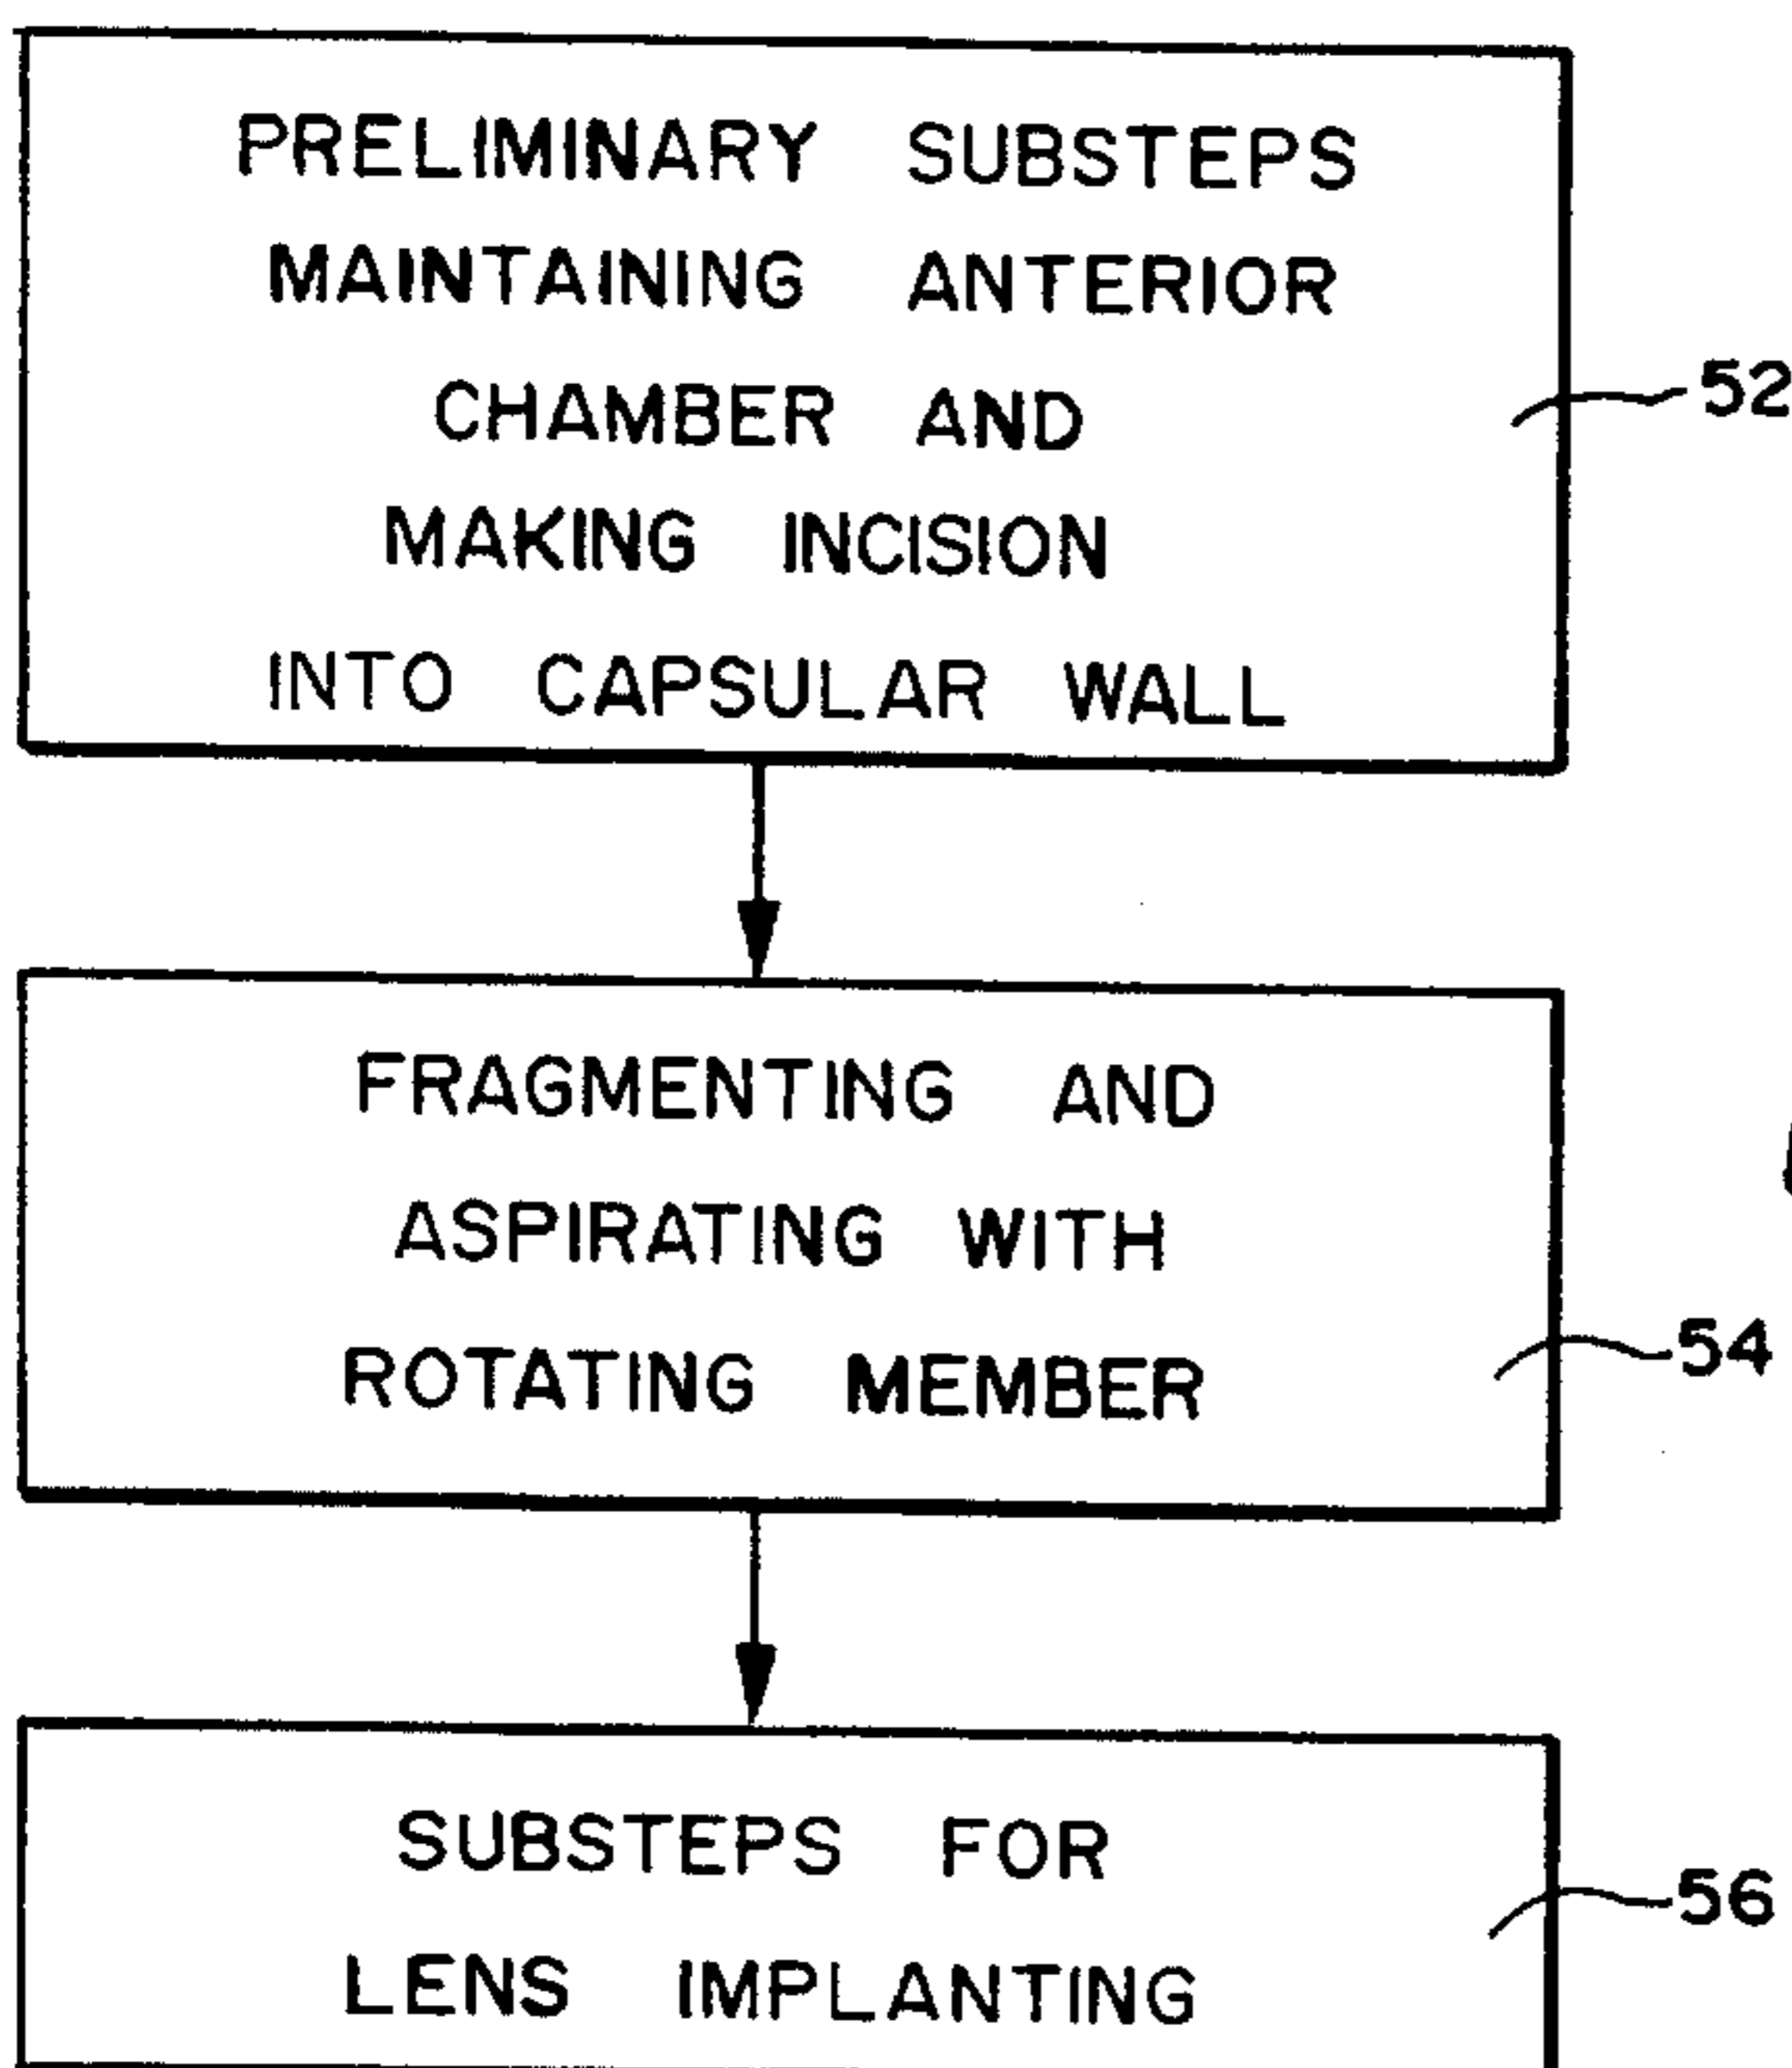 PRELIMINARY SUBSTEPS
MAINTAINING ANTERIOR
CHAMBER AND
52
MAKING INCISION
INTO CAPSULAR WALL
FRAGMENTING AND
ASPIRATING WITH
54
ROTATING MEMBER
SUBSTEPS FOR
56
LENS IMPLANTING